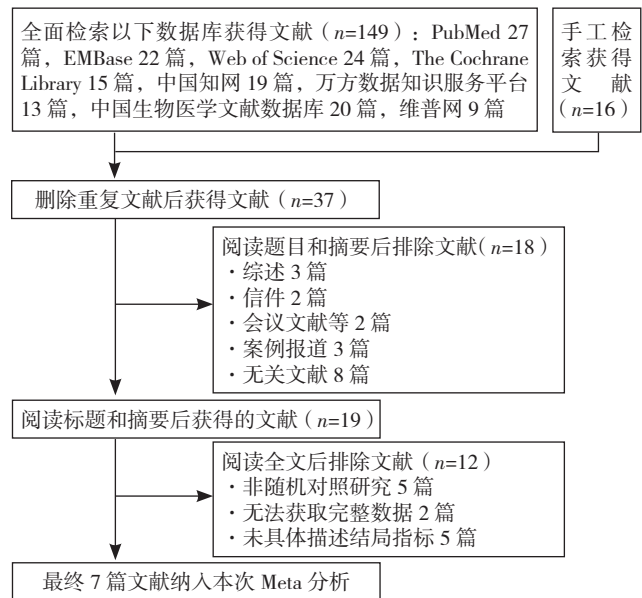 全面检索以下数据库获得文献（n=149）：PubMed 27
篇，EMBase 22 篇，Web of Science 24 篇，The Cochrane
Library 15 篇，中国知网 19 篇，万方数据知识服务平台
13 篇，中国生物医学文献数据库 20 篇，维普网 9 篇
手工检
索获得
文献
(n=16)
删除重复文献后获得文献（n=37）
阅读题目和摘要后排除文献(n=18)
·综述 3 篇
·信件 2 篇
·会议文献等 2 篇
·案例报道 3 篇
·无关文献 8 篇
阅读标题和摘要后获得的文献(n=19)
阅读全文后排除文献（n=12）
·非随机对照研究 5 篇
·无法获取完整数据 2 篇
·未具体描述结局指标 5 篇
最终 7 篇文献纳入本次 Meta 分析